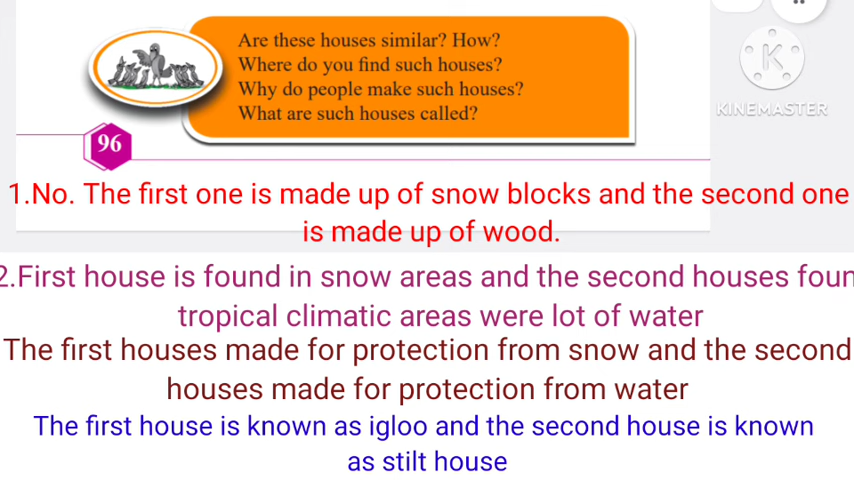 Are these houses similar? How?
Where do you find such houses?
Why do people make such houses?
What are such houses called?
KINEMASTER
96
1.No. The first one is made up of snow blocks and the second one
is made up of wood.
2.First house is found in snow areas and the second houses foun
tropical climatic areas were lot of water
The first houses made for protection from snow and the second
houses made for protection from water
The first house is known as igloo and the second house is known
as stilt house